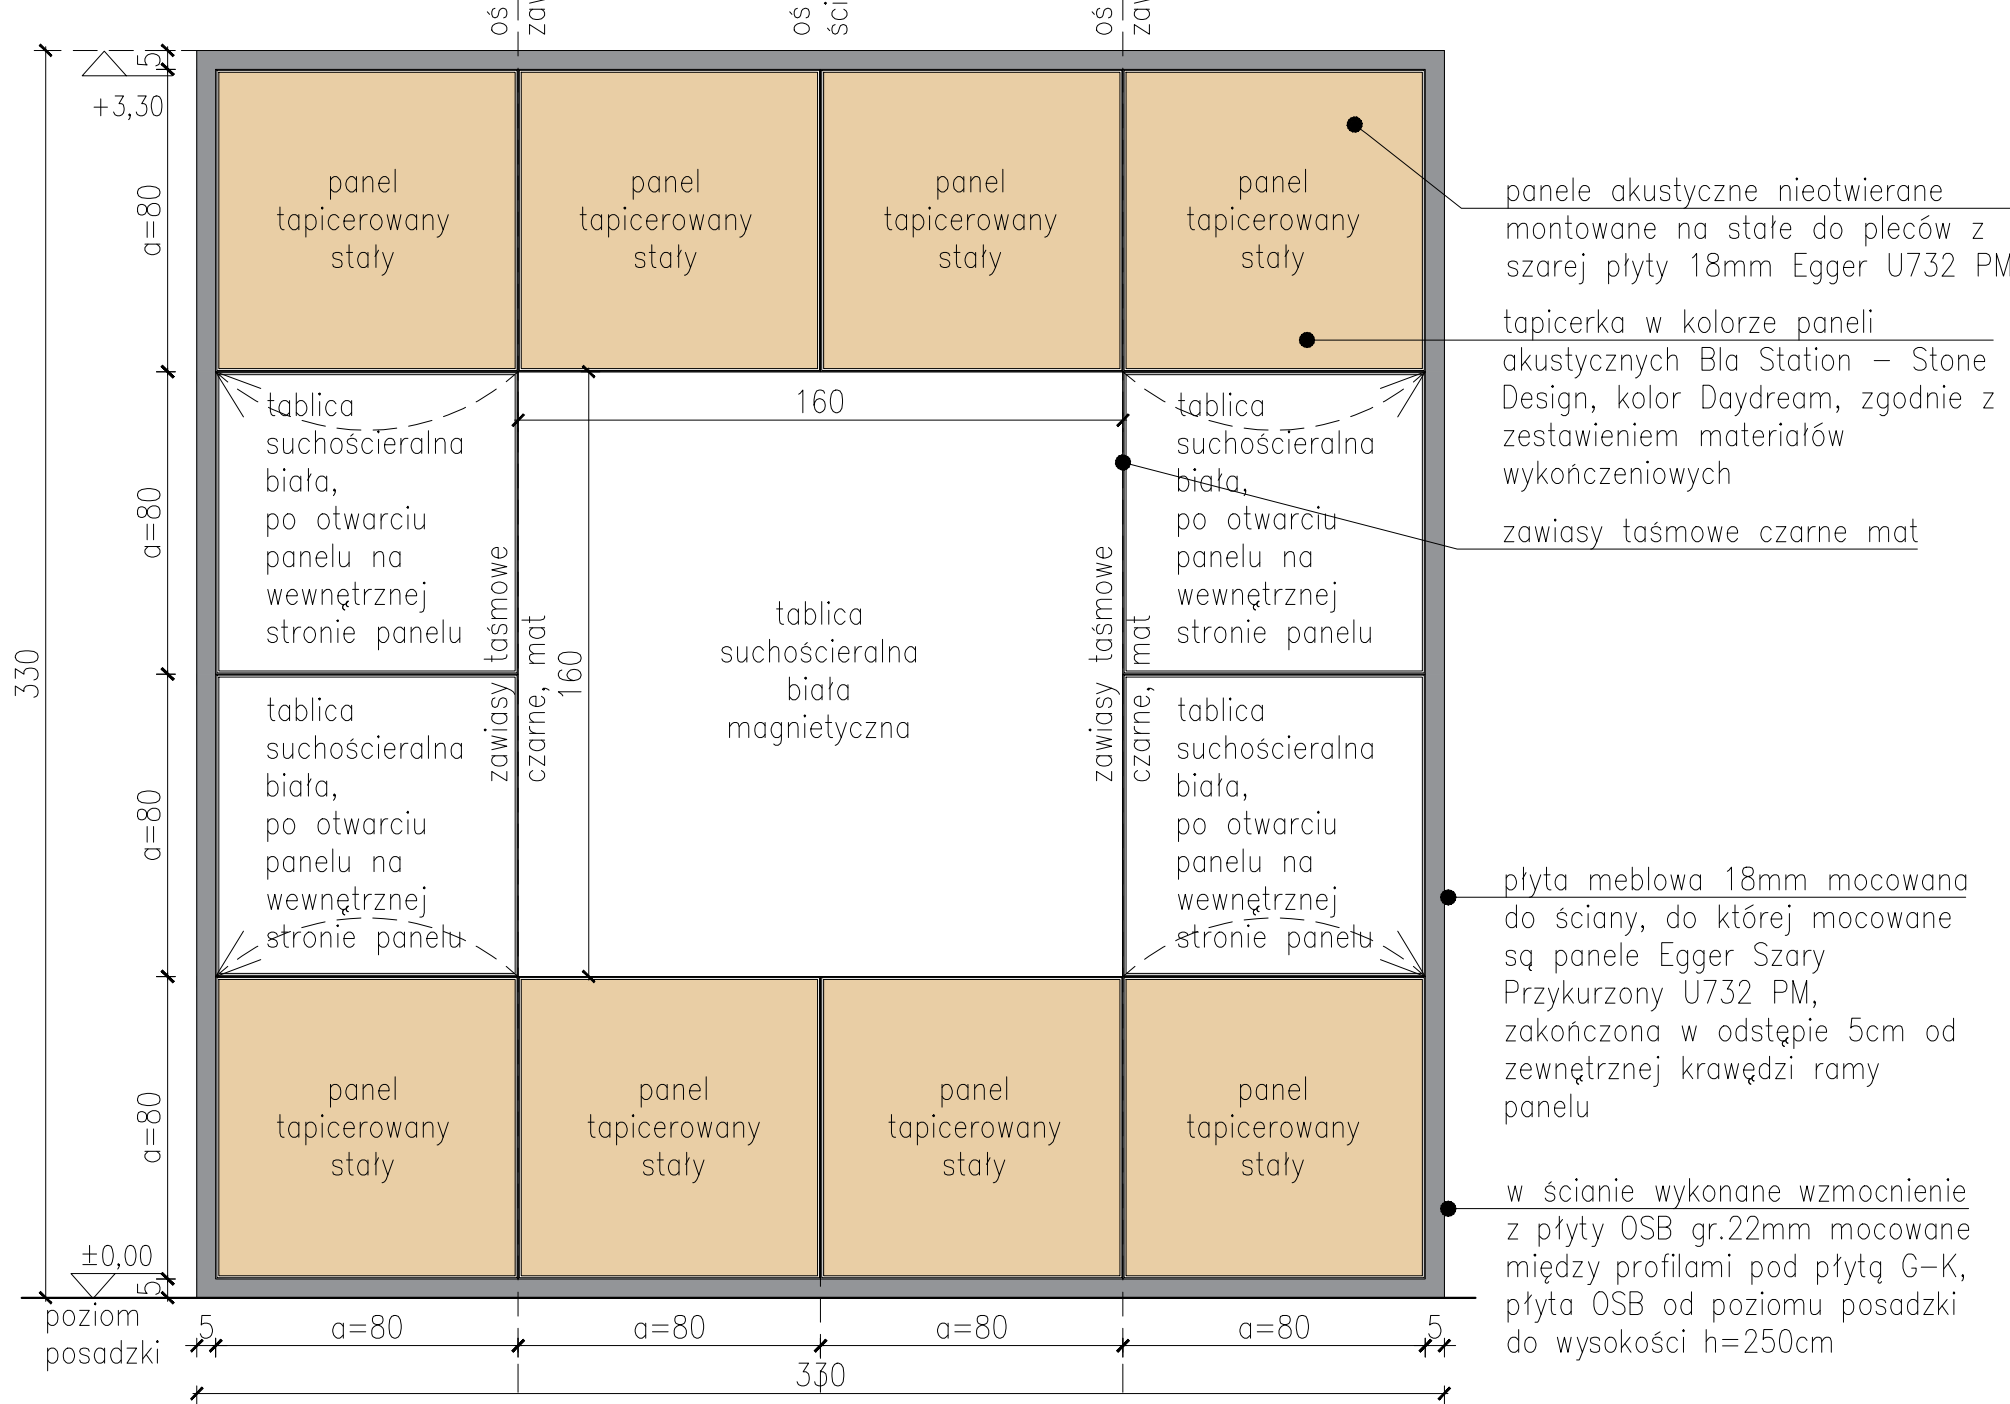 oś
oś
oś
5
+3,30
a=80
a=80
a=80
a=80
330
±0,00
5
poziom
posadzki
panel
tapicerowany
stały
panel
tapicerowany
stały
panel
tapicerowany
stały
panel
tapicerowany
stały
tablica
suchościeralna
biała,
po otwarciu
panelu na
wewnętrznej
stronie panelu
zawiasy taśmowe
czarne, mat
160
160
tablica
suchościeralna
biała
magnietyczna
zawiasy taśmowe
czarne, mat
tablica
suchościeralna
biała,
po otwarciu
panelu na
wewnętrznej
stronie panelu
tablica
suchościeralna
biała,
po otwarciu
panelu na
wewnętrznej
stronie panelu
tablica
suchościeralna
biała,
po otwarciu
panelu na
wewnętrznej
stronie panelu
panel
tapicerowany
stały
panel
tapicerowany
stały
panel
tapicerowany
stały
panel
tapicerowany
stały
5
a=80
a=80
a=80
a=80
5
330
panele akustyczne nieotwierane
montowane na stałe do pleców z
szarej płyty 18mm Egger U732 PM
tapicerka w kolorze paneli
akustycznych Bla Station – Stone
Design, kolor Daydream, zgodnie z
zestawieniem materiałów
wykończeniowych
zawiasy taśmowe czarne mat
płyta meblowa 18mm mocowana
do ściany, do której mocowane
są panele Egger Szary
Przykurzony U732 PM,
zakończona w odstępie 5cm od
zewnętrznej krawędzi ramy
panelu
w ścianie wykonane wzmocnienie
z płyty OSB gr.22mm mocowane
między profilami pod płytą G–K,
płyta OSB od poziomu posadzki
do wysokości h=250cm